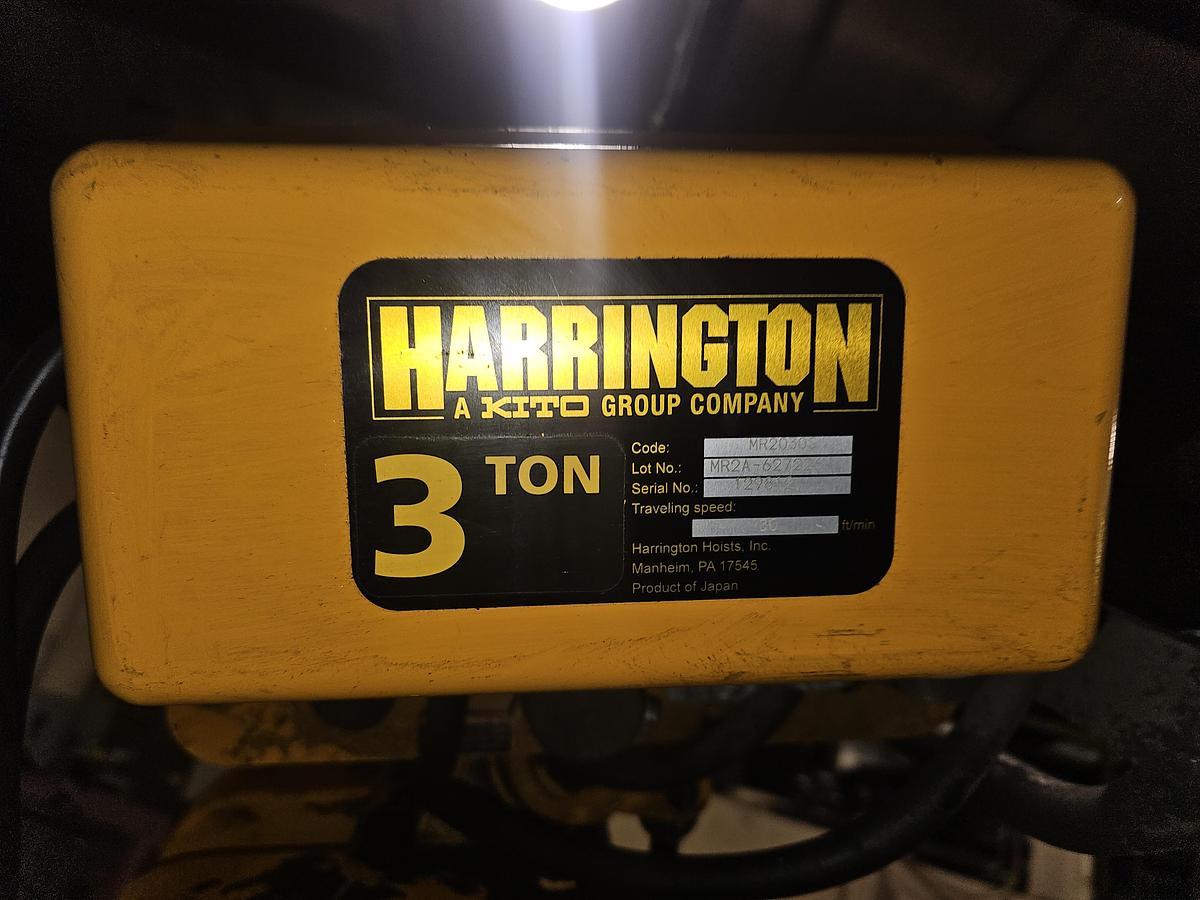 HARRINGTON
A KITO GROUP COMPANY
3 TON
Code:
Lot No.:
Serial No.:
Traveling speed:
30 ft/min
Harrington Hoists, Inc.
Manheim, PA 17545
Product of Japan